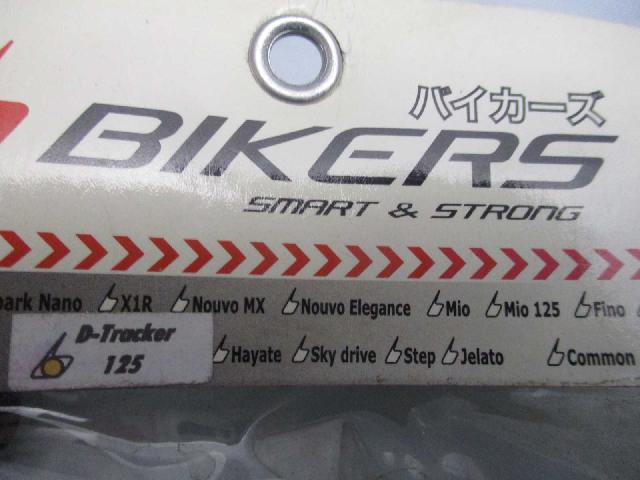 バイカーズ
BIKERS
SMART & STRONG
Nano X1R Nouvo MX Nouvo Elegance Mio Mio 125 Fino
D-Tracker
125
Hayate Sky drive Step Jelato Common